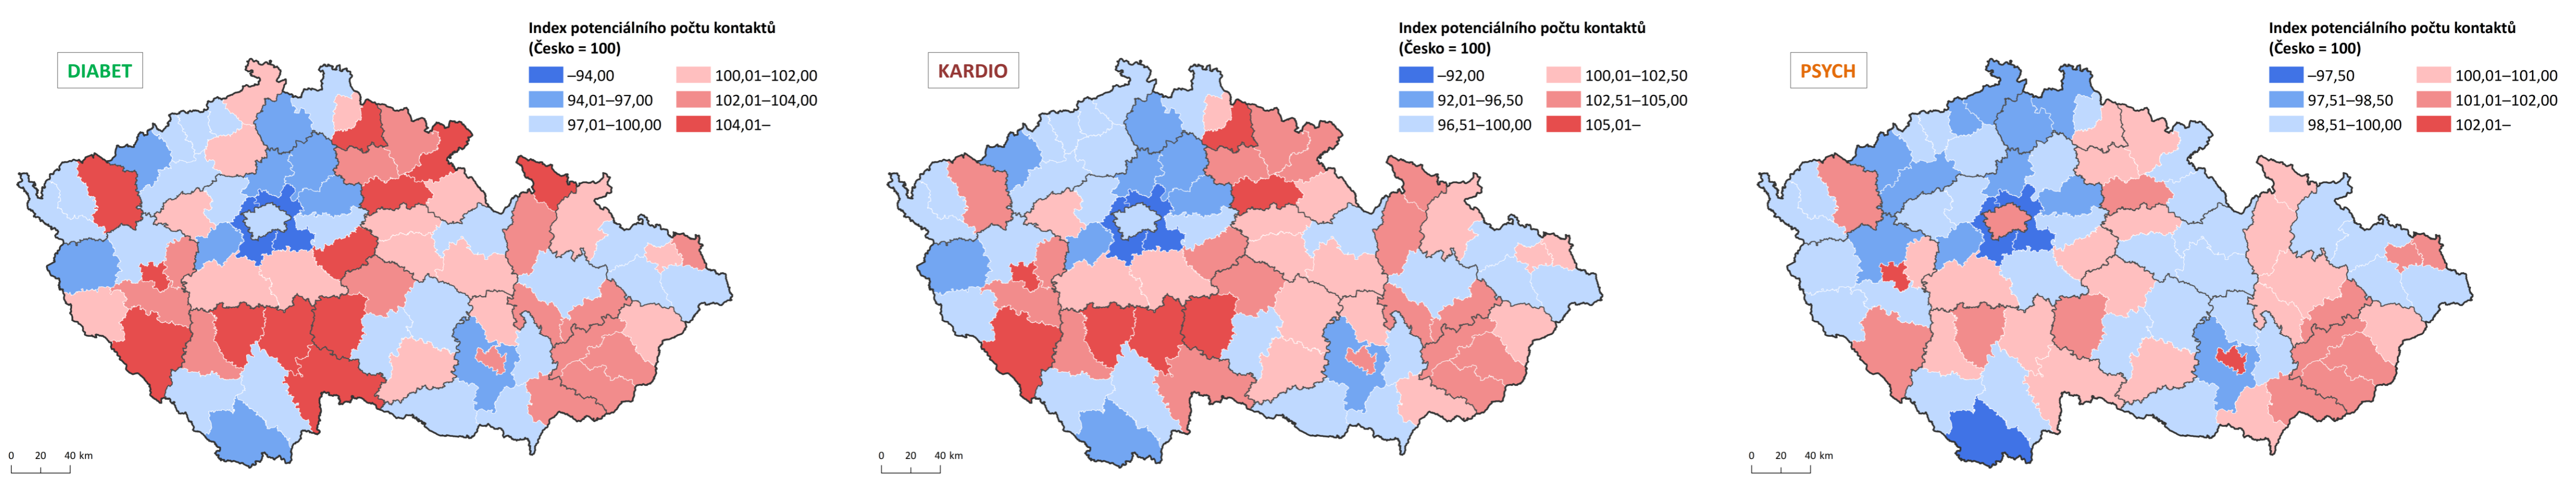 DIABET
Index potenciálního počtu kontaktů
(Česko = 100)
–94,00
100,01–102,00
94,01–97,00
102,01–104,00
97,01–100,00
104,01–
0 20 40 km
KARDIO
Index potenciálního počtu kontaktů
(Česko = 100)
–92,00
100,01–102,50
92,01–96,50
102,51–105,00
96,51–100,00
105,01–
0 20 40 km
PSYCH
Index potenciálního počtu kontaktů
(Česko = 100)
–97,50
100,01–101,00
97,51–98,50
101,01–102,00
98,51–100,00
102,01–
0 20 40 km